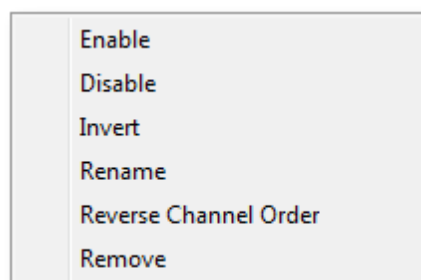 Enable
Disable
Invert
Rename
Reverse Channel Order
Remove